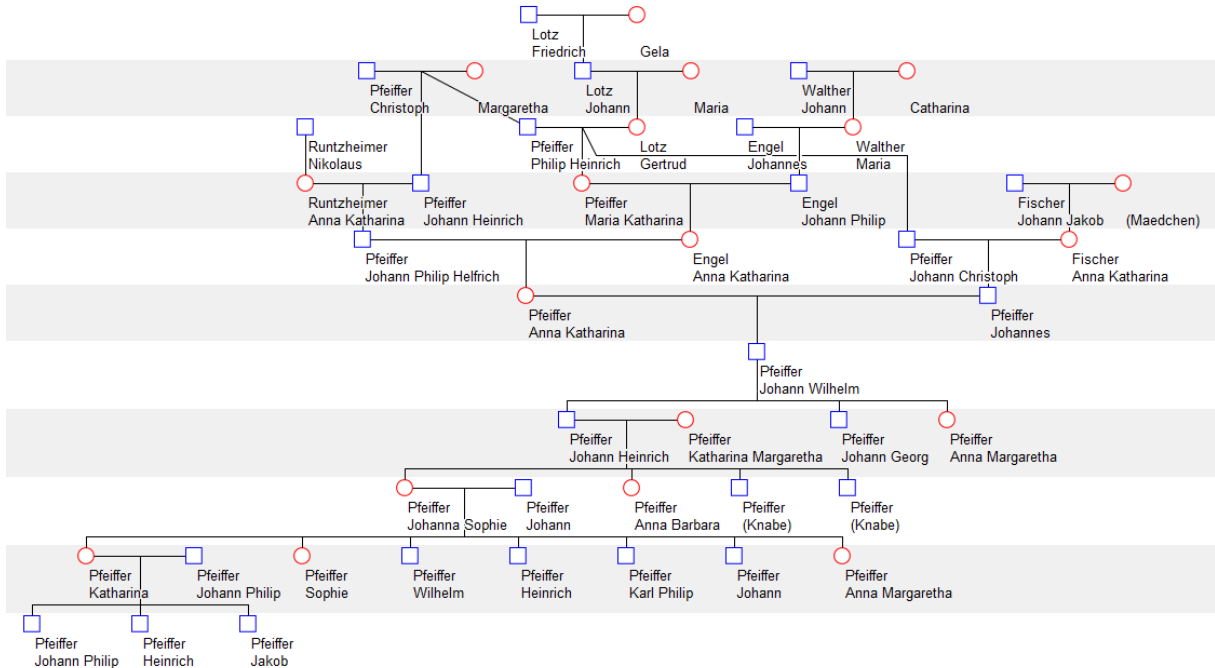 Lotz
Friedrich Gela
Pfeiffer Lotz Walther
Christoph Margaretha Johann Maria Johann Catharina
Runtzheimer Pfeiffer Lotz Engel Walther
Nikolaus Philip Heinrich Gertrud Johannes Maria
Runtzheimer Pfeiffer Pfeiffer Engel Fischer
Anna Katharina Johann Heinrich Maria Katharina Johann Philip Johann Jakob (Maedchen)
Pfeiffer Engel Pfeiffer Fischer
Johann Philip Helfrich Anna Katharina Johann Christoph Anna Katharina
Pfeiffer Pfeiffer
Anna Katharina Johannes
Pfeiffer
Johann Wilhelm
Pfeiffer Pfeiffer Pfeiffer Pfeiffer
Johann Heinrich Katharina Margaretha Johann Georg Anna Margaretha
Pfeiffer Pfeiffer Pfeiffer Pfeiffer Pfeiffer
Johanna Sophie Johann Anna Barbara (Knabe) (Knabe)
Pfeiffer Pfeiffer Pfeiffer Pfeiffer Pfeiffer Pfeiffer Pfeiffer Pfeiffer
Katharina Johann Philip Sophie Wilhelm Heinrich Karl Philip Johann Anna Margaretha
Pfeiffer Pfeiffer Pfeiffer
Johann Philip Heinrich Jakob